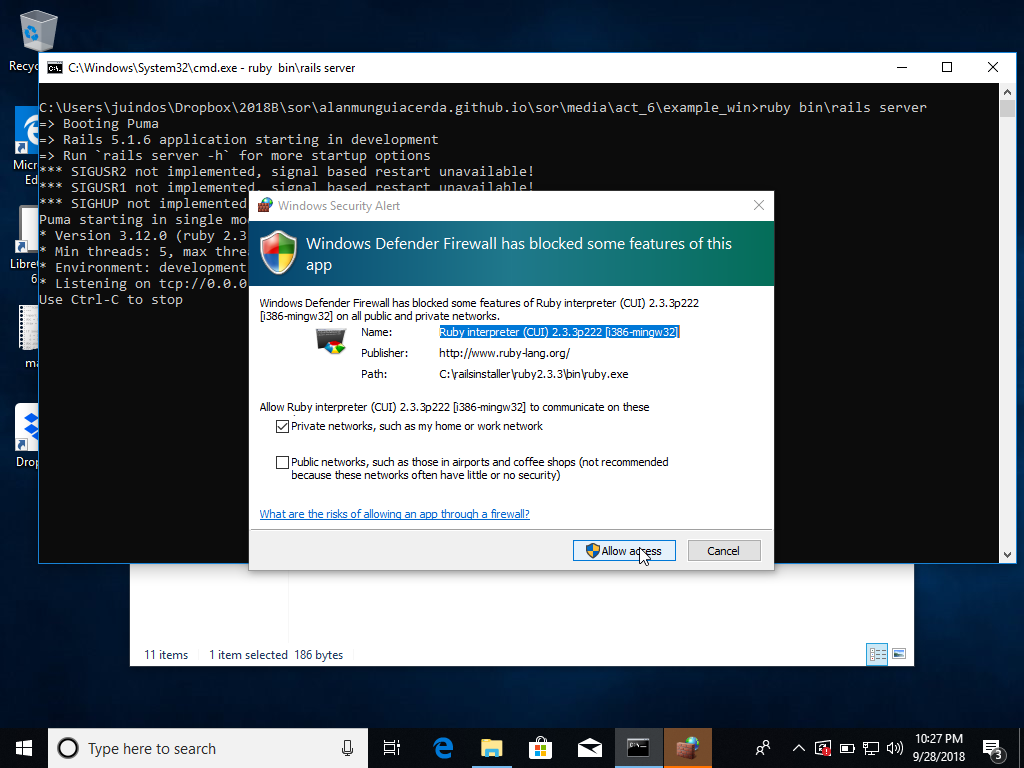 Recyc
C:\Windows\System32\cmd.exe - ruby bin\rails server
C:\Users\juindos\Dropbox\2018B\sor\alanmunguiacerda.github.io\sor\media\act_6\example_win>ruby bin\rails server
=> Booting Puma
=> Rails 5.1.6 application starting in development
=> Run `rails server -h` for more startup options
*** SIGUSR2 not implemented, signal based restart unavailable!
*** SIGUSR1 not implemented, signal based restart unavailable!
*** SIGHUP not implemented
Puma starting in single mo
* Version 3.12.0 (ruby 2.3
* Min threads: 5, max thre
* Environment: development
* Listening on tcp://0.0.0
Use Ctrl-C to stop
Micr
Ed
Libre
6
ma
Drop
Windows Security Alert
Windows Defender Firewall has blocked some features of this
app
Windows Defender Firewall has blocked some features of Ruby interpreter (CUI) 2.3.3p222
[i386-mingw32] on all public and private networks.
Name: Ruby interpreter (CUI) 2.3.3p222 [i386-mingw32]
Publisher: http://www.ruby-lang.org/
Path: C:\railsinstaller\ruby2.3.3\bin\ruby.exe
Allow Ruby interpreter (CUI) 2.3.3p222 [i386-mingw32] to communicate on these
Private networks, such as my home or work network
Public networks, such as those in airports and coffee shops (not recommended
because these networks often have little or no security)
What are the risks of allowing an app through a firewall?
Allow access Cancel
11 items 1 item selected 186 bytes
Type here to search
10:27 PM
9/28/2018
3